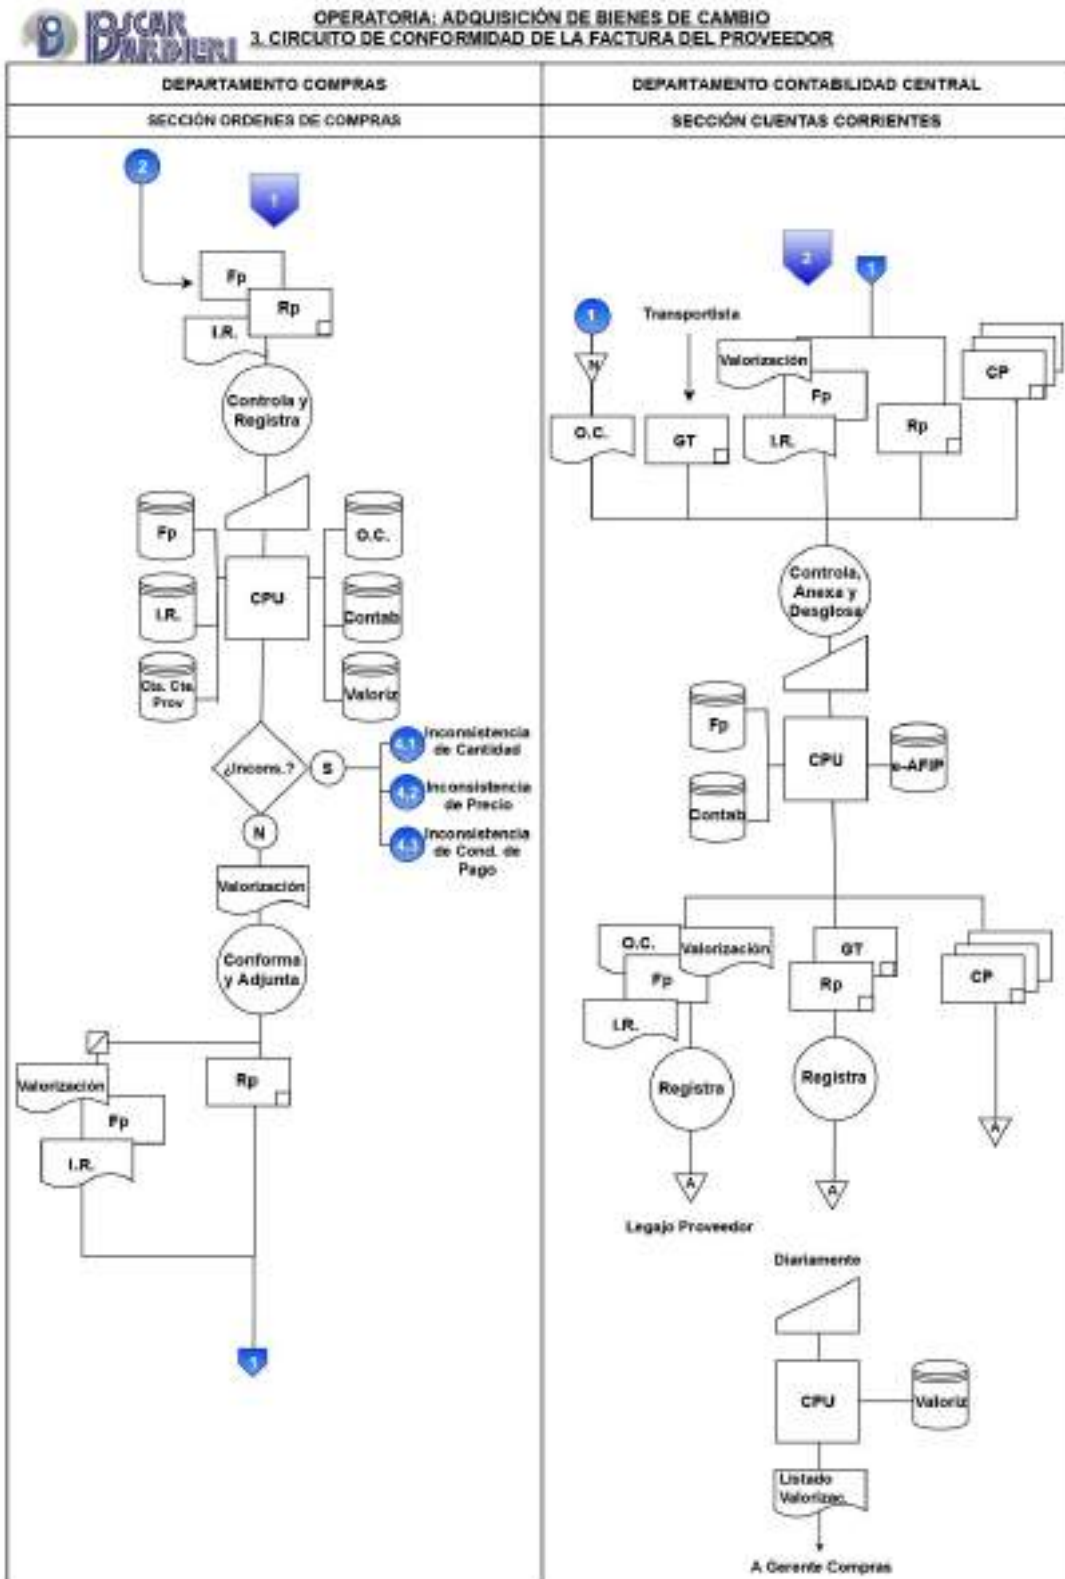 OSCAR
BARBIERI
OPERATORIA: ADQUISICIÓN DE BIENES DE CAMBIO
3. CIRCUITO DE CONFORMIDAD DE LA FACTURA DEL PROVEEDOR
DEPARTAMENTO COMPRAS
SECCIÓN ORDENES DE COMPRAS
2
1
Fp
Rp
I.R.
Controla y
Registra
Fp
O.C.
I.R.
CPU
Contab
Cta. Cte.
Prov
Valoriz
¿Incons.?
S
4.1
Inconsistencia
de Cantidad
4.2
Inconsistencia
de Precio
4.3
Inconsistencia
de Cond. de
Pago
N
Valorización
Conforma
y Adjunta
Valorización
Fp
I.R.
Rp
1
DEPARTAMENTO CONTABILIDAD CENTRAL
SECCIÓN CUENTAS CORRIENTES
2
1
1
Transportista
N
Valorización
CP
Fp
O.C.
GT
I.R.
Rp
Controla,
Anexa y
Desglosa
Fp
CPU
e-AFIP
Contab
O.C.
Valorización
Fp
I.R.
GT
Rp
CP
Registra
Registra
A
A
A
Legajo Proveedor
Diariamente
CPU
Valoriz
Listado
Valorizac.
A Gerente Compras